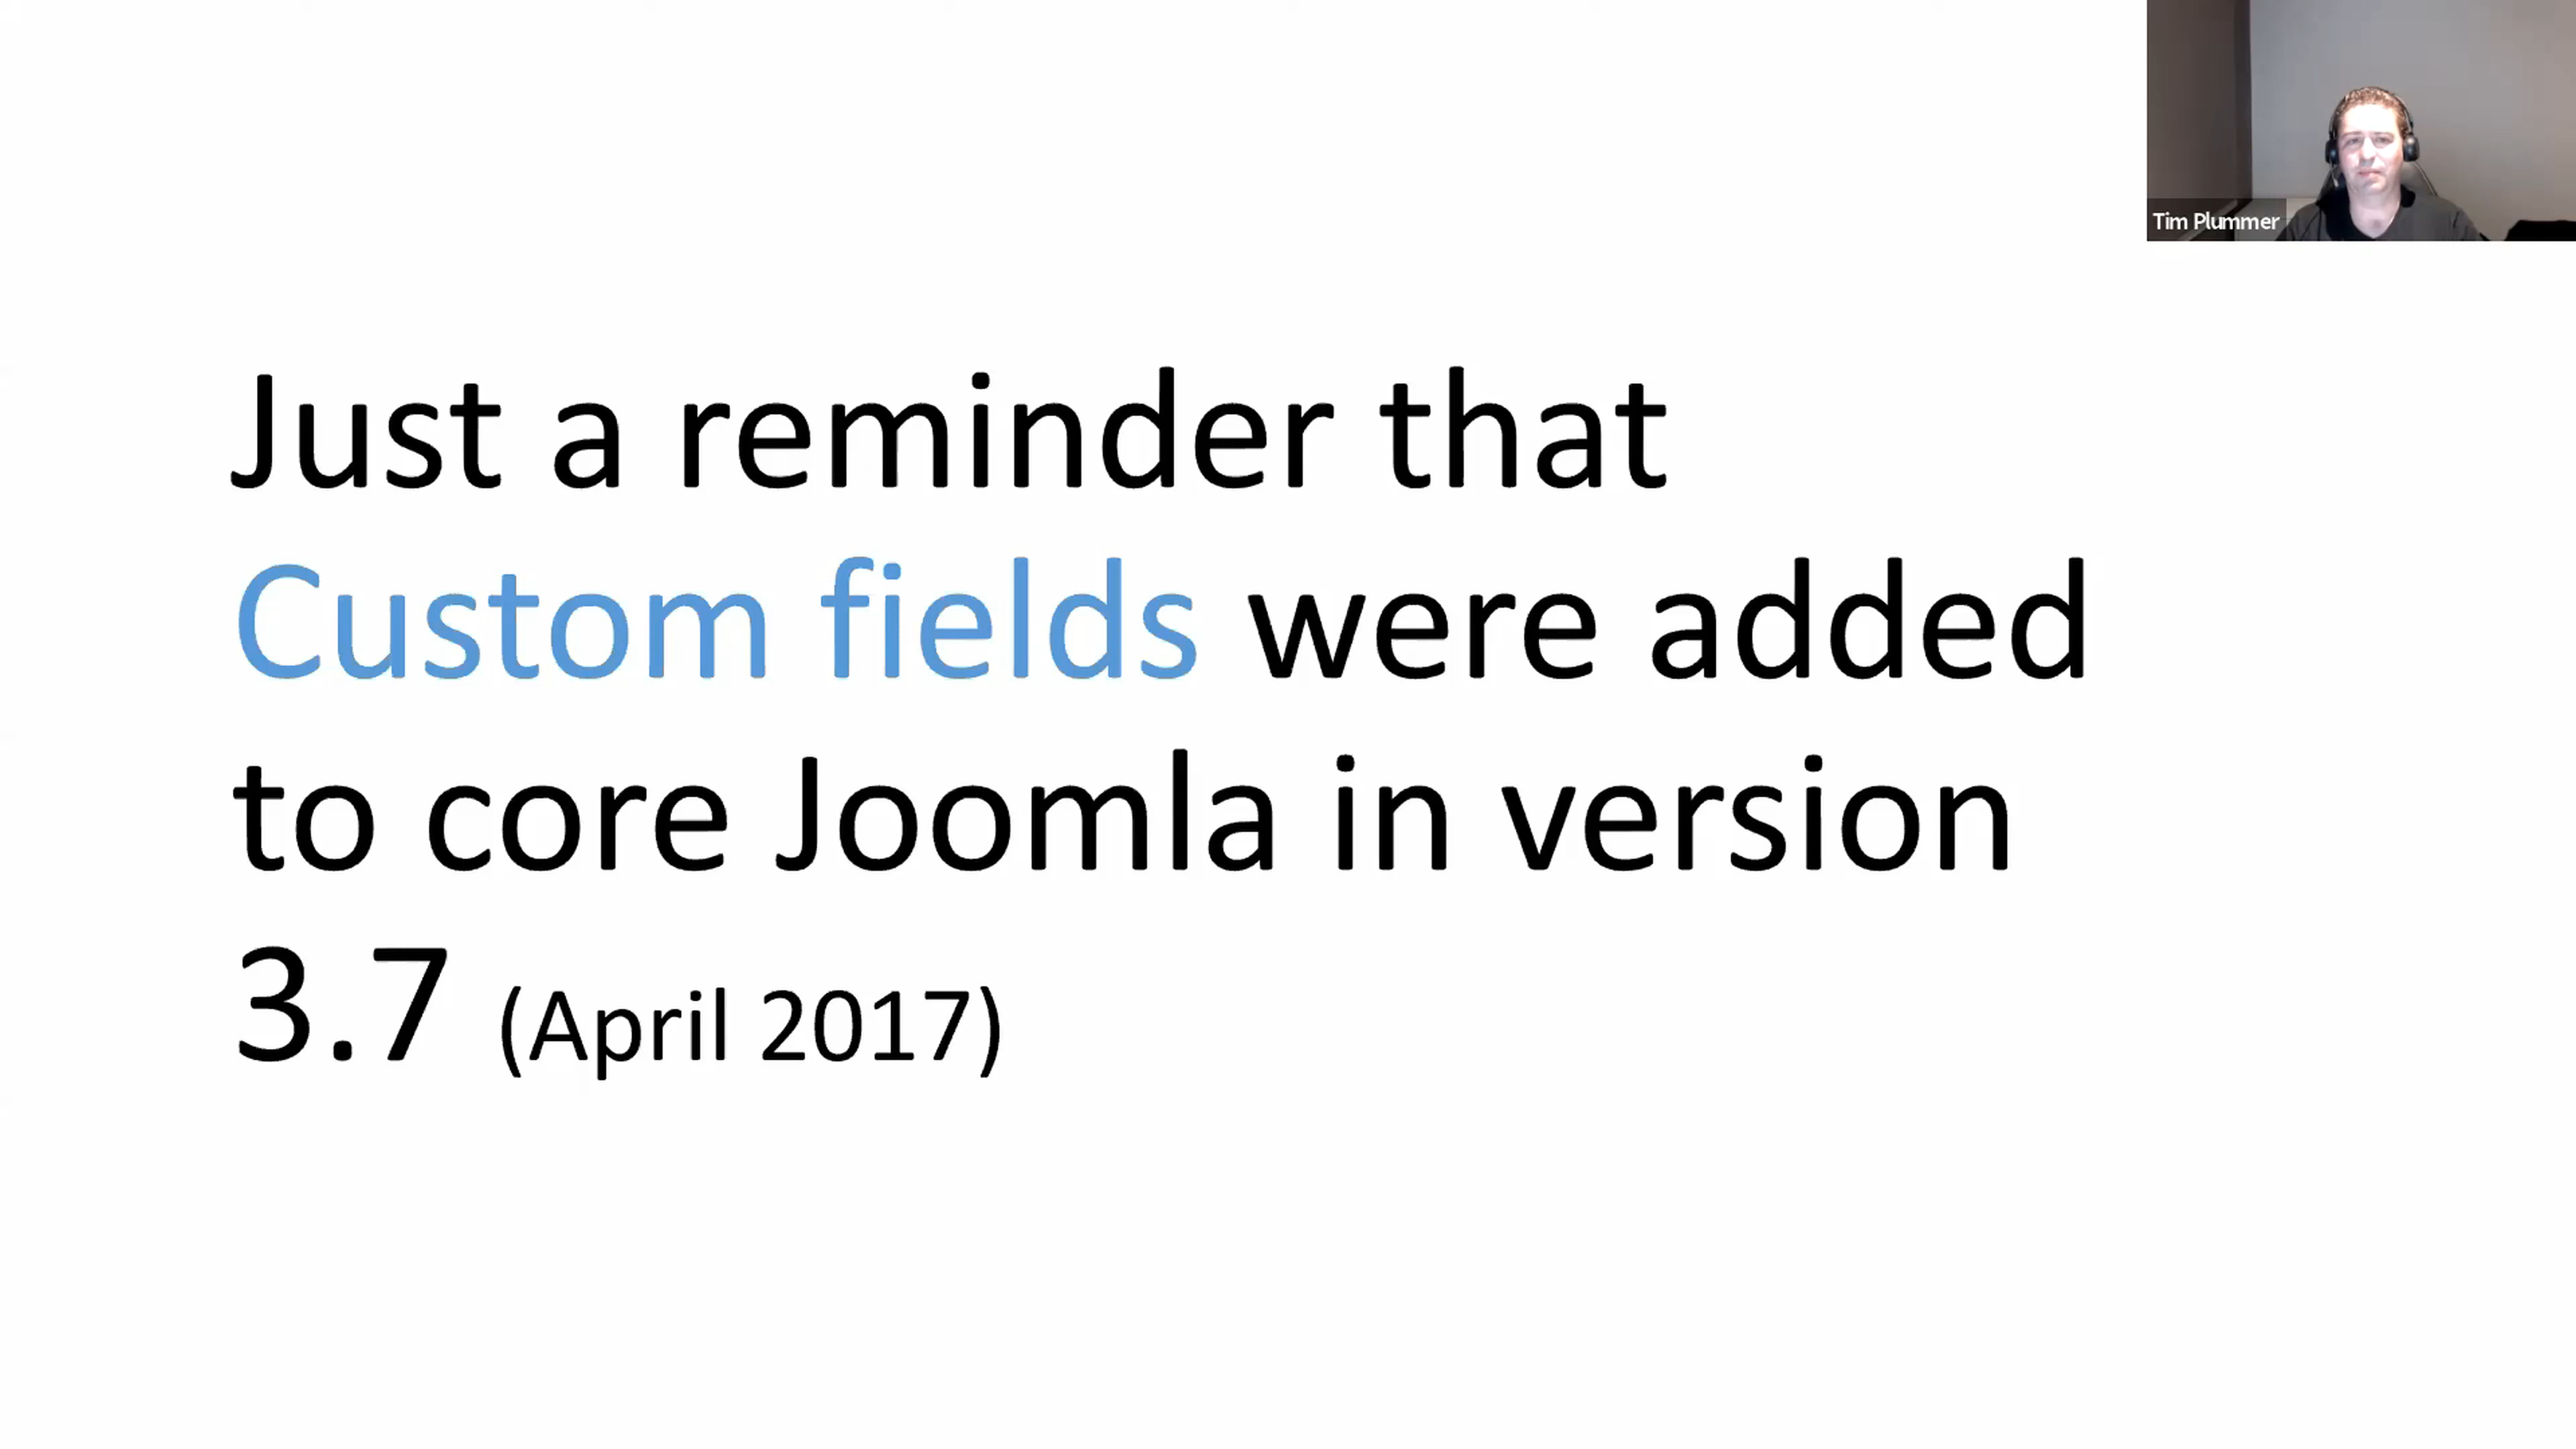 Tim Plummer
Just a reminder that
Custom fields were added
to core Joomla in version
3.7 (April 2017)